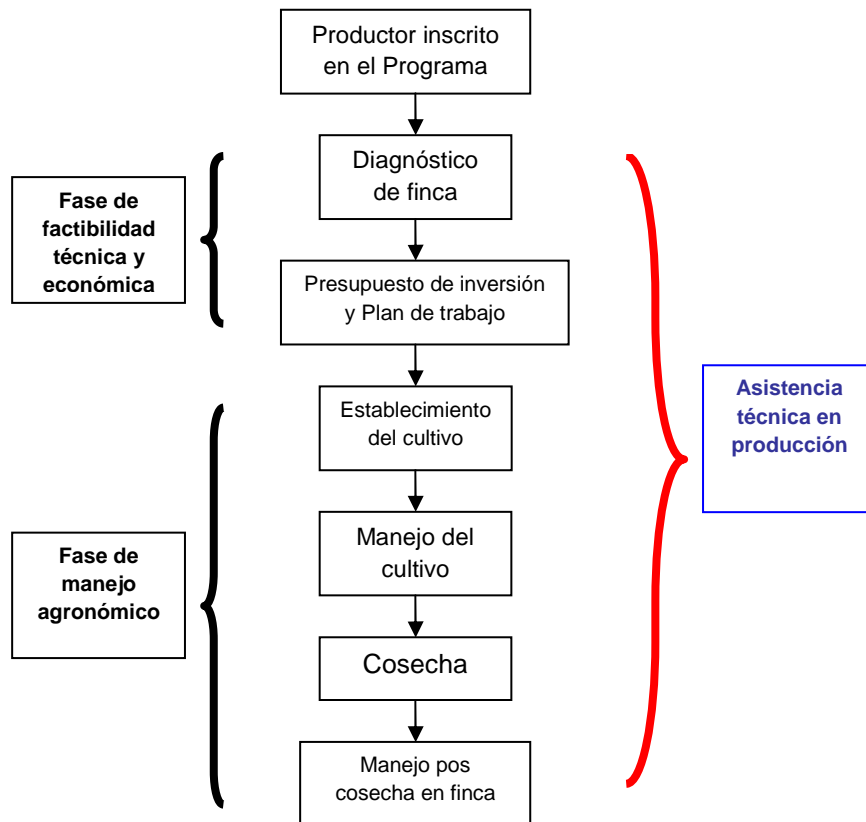 Productor inscrito
en el Programa
Diagnóstico
de finca
Fase de
factibilidad
técnica y
económica
Presupuesto de inversión
y Plan de trabajo
Asistencia
técnica en
producción
Establecimiento
del cultivo
Manejo del
cultivo
Fase de
manejo
agronómico
Cosecha
Manejo pos
cosecha en finca